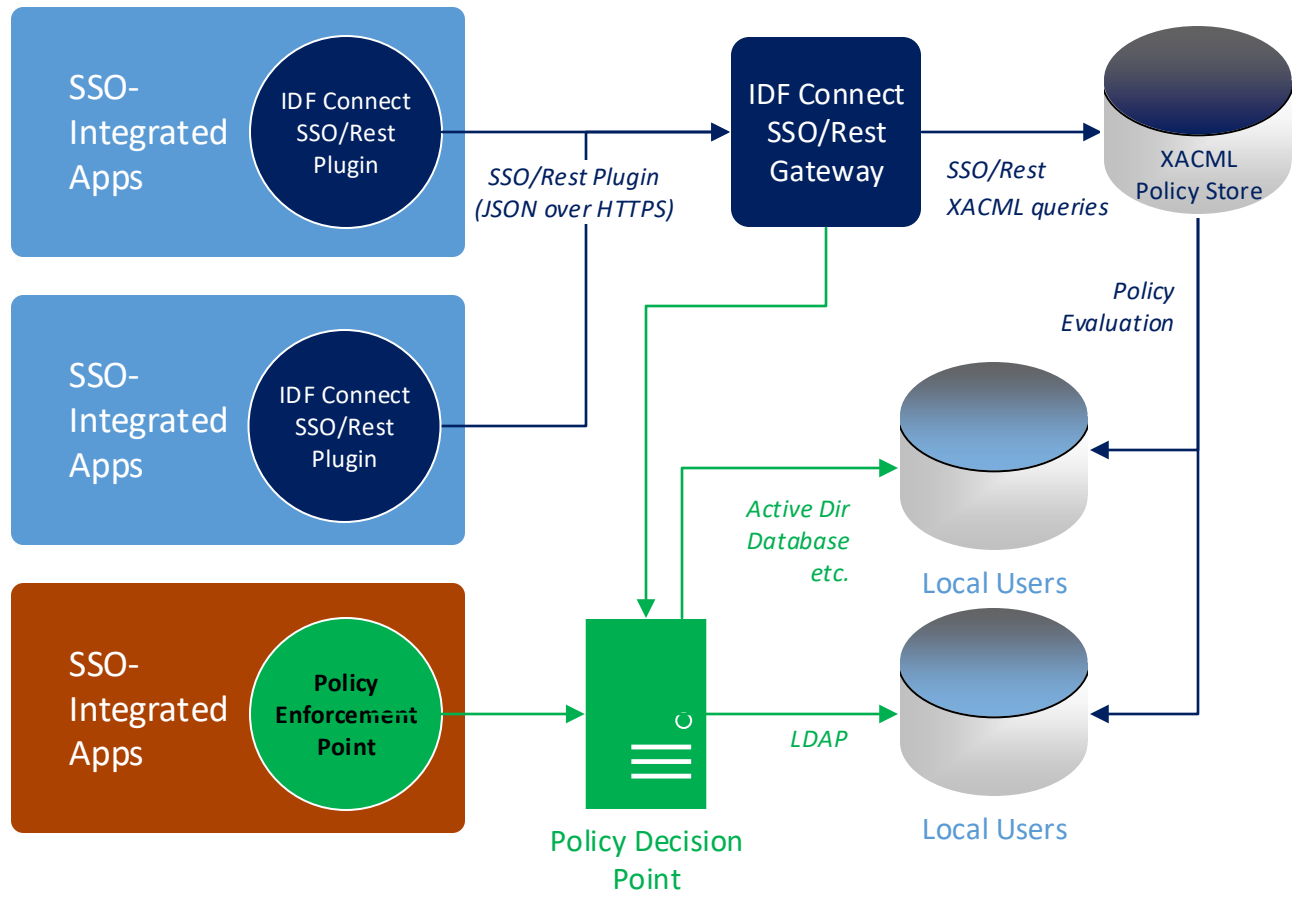 SSO-
Integrated
Apps
IDF Connect
SSO/Rest
Plugin
SSO/Rest Plugin
(JSON over HTTPS)
IDF Connect
SSO/Rest
Gateway
SSO/Rest
XACML queries
XACML
Policy Store
Policy
Evaluation
SSO-
Integrated
Apps
IDF Connect
SSO/Rest
Plugin
Active Dir
Database
etc.
Local Users
SSO-
Integrated
Apps
Policy
Enforcement
Point
LDAP
Local Users
Policy Decision
Point